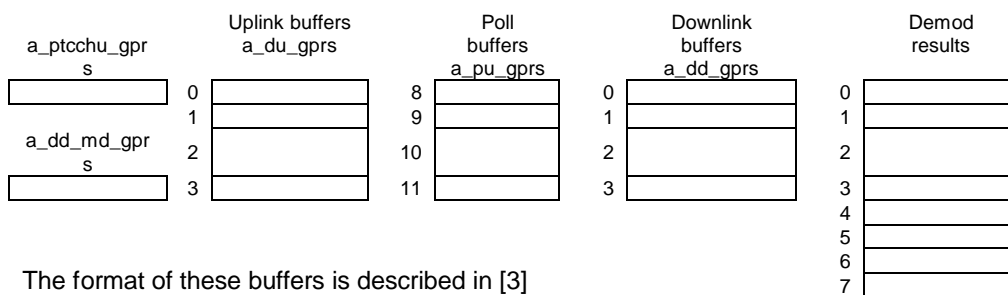 a_ptcchu_gpr
s
a_dd_md_gpr
s
Uplink buffers
a_du_gprs
0
1
2
3
Poll
buffers
a_pu_gprs
8
9
10
11
Downlink
buffers
a_dd_gprs
0
1
2
3
Demod
results
0
1
2
3
4
5
6
7
The format of these buffers is described in [3]